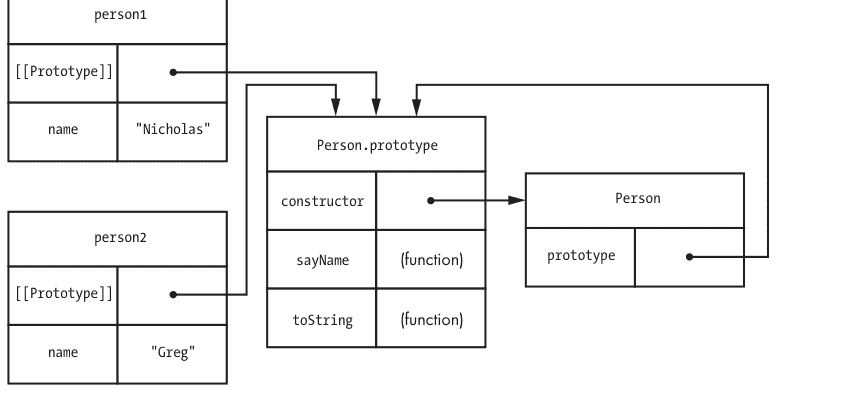 person1
[[Prototype]]
name "Nicholas"
person2
[[Prototype]]
name "Greg"
Person.prototype
constructor
sayName (function)
toString (function)
Person
prototype